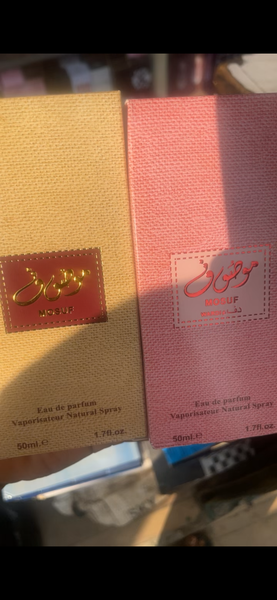 موصوف
MOSUF
Eau de parfum
Vaporisateur Natural Spray
50ml.e 1.7fl.oz.
موصوف
MOSUF
Eau de parfum
Vaporisateur Natural Spray
50ml.e 1.7fl.oz.